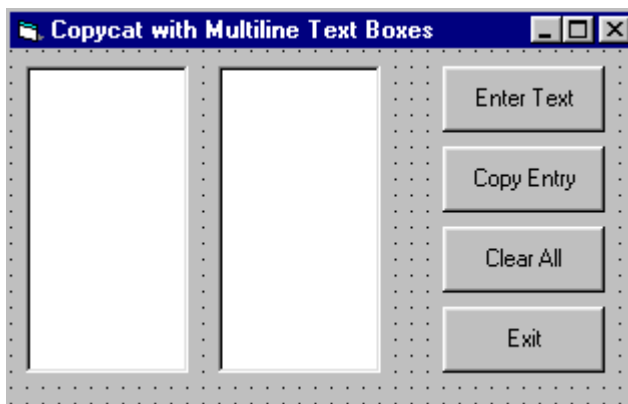 Copycat with Multiline Text Boxes
Enter Text
Copy Entry
Clear All
Exit